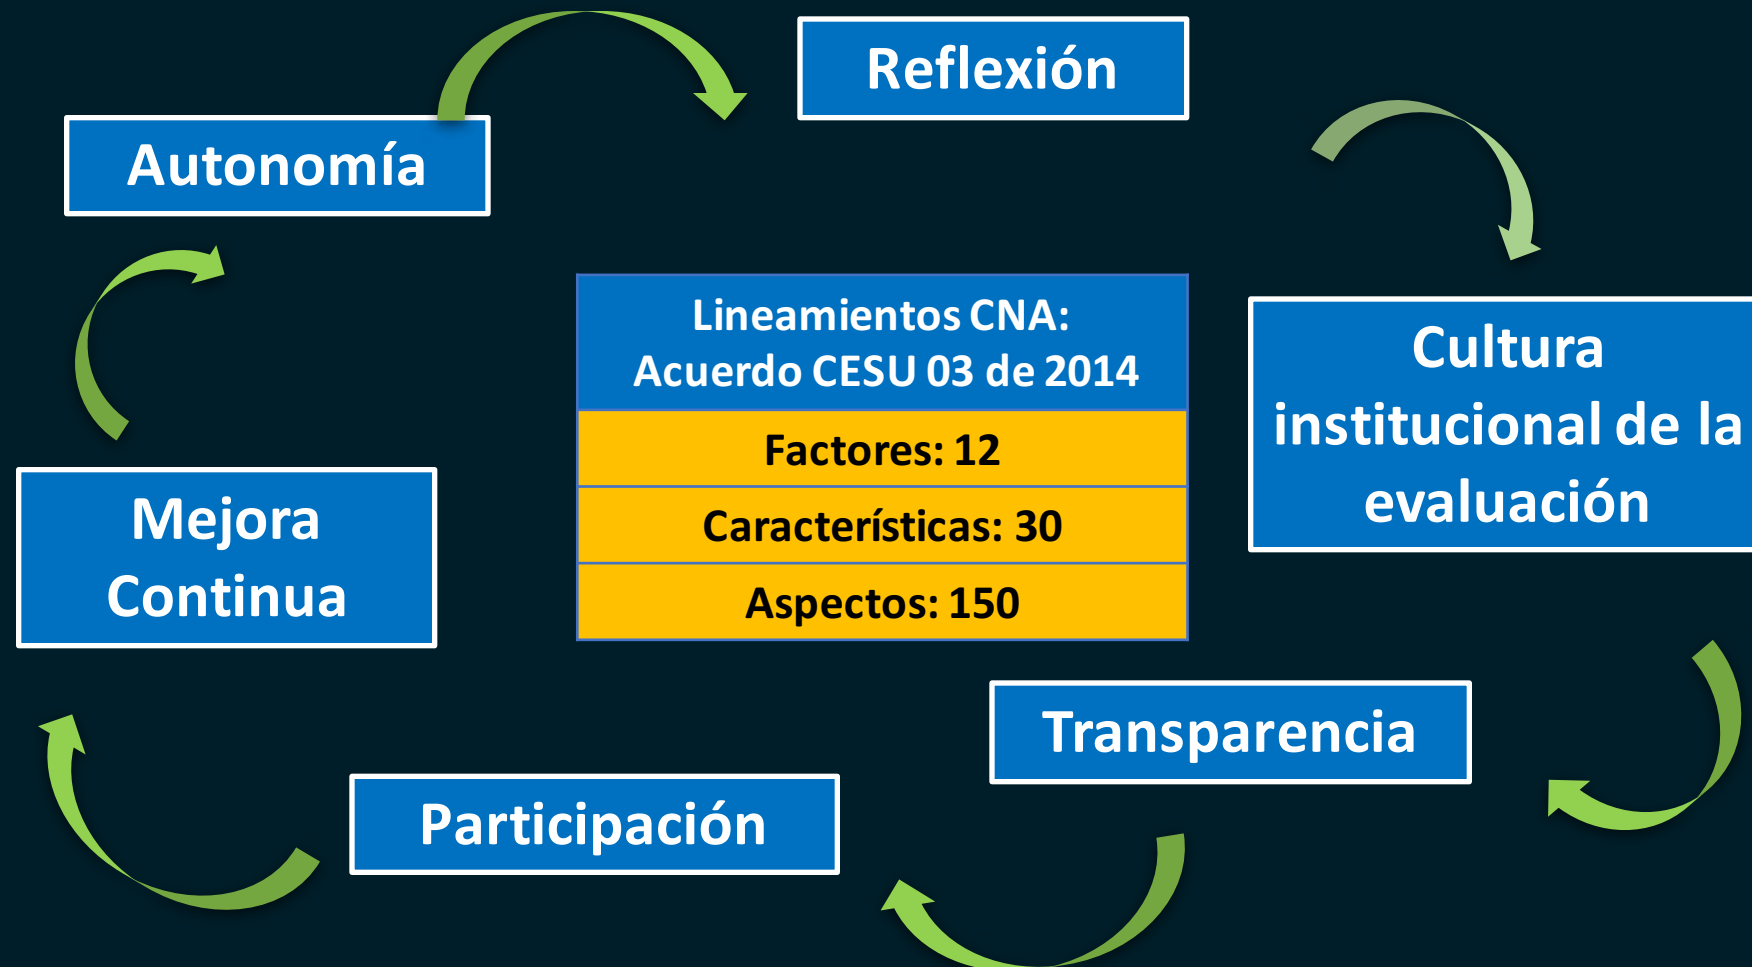 Reflexión
Autonomía
Lineamientos CNA:
Acuerdo CESU 03 de 2014
Factores: 12
Características: 30
Aspectos: 150
Cultura
institucional de la
evaluación
Mejora
Continua
Transparencia
Participación